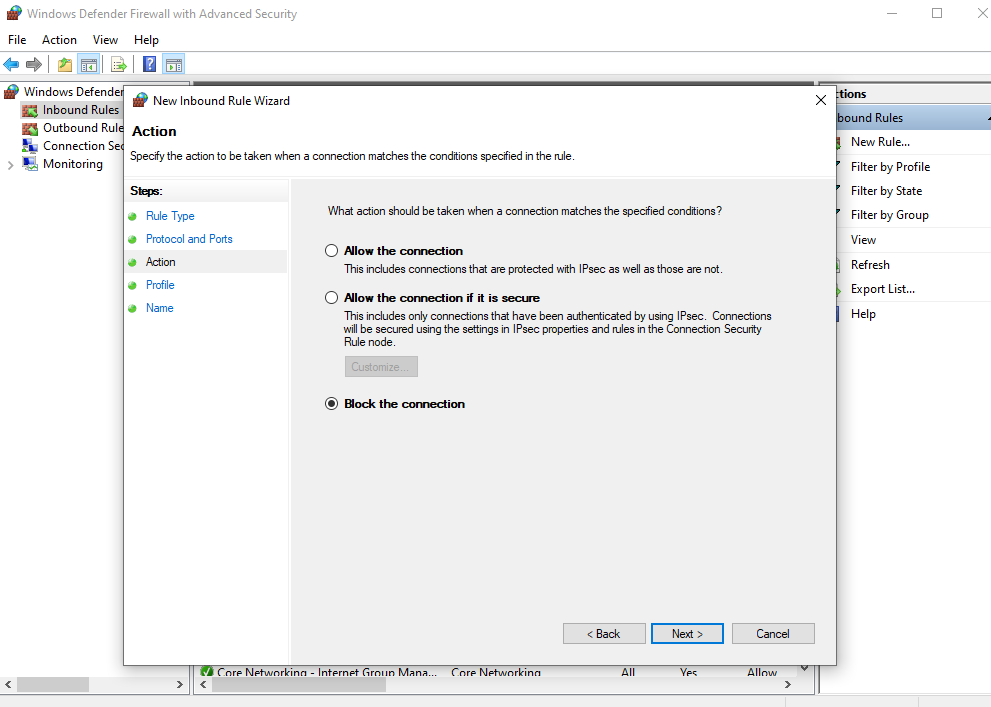 Windows Defender Firewall with Advanced Security
File Action View Help
Windows Defender
Inbound Rules
Outbound Rule
Connection Sec
Monitoring
New Inbound Rule Wizard
Action
Specify the action to be taken when a connection matches the conditions specified in the rule.
Steps:
Rule Type
Protocol and Ports
Action
Profile
Name
What action should be taken when a connection matches the specified conditions?
Allow the connection
This includes connections that are protected with IPsec as well as those are not.
Allow the connection if it is secure
This includes only connections that have been authenticated by using IPsec. Connections
will be secured using the settings in IPsec properties and rules in the Connection Security
Rule node.
Customize...
Block the connection
< Back Next > Cancel
ctions
bound Rules
New Rule...
Filter by Profile
Filter by State
Filter by Group
View
Refresh
Export List...
Help
Core Networking - Internet Group Mana... Core Networking All Yes Allow